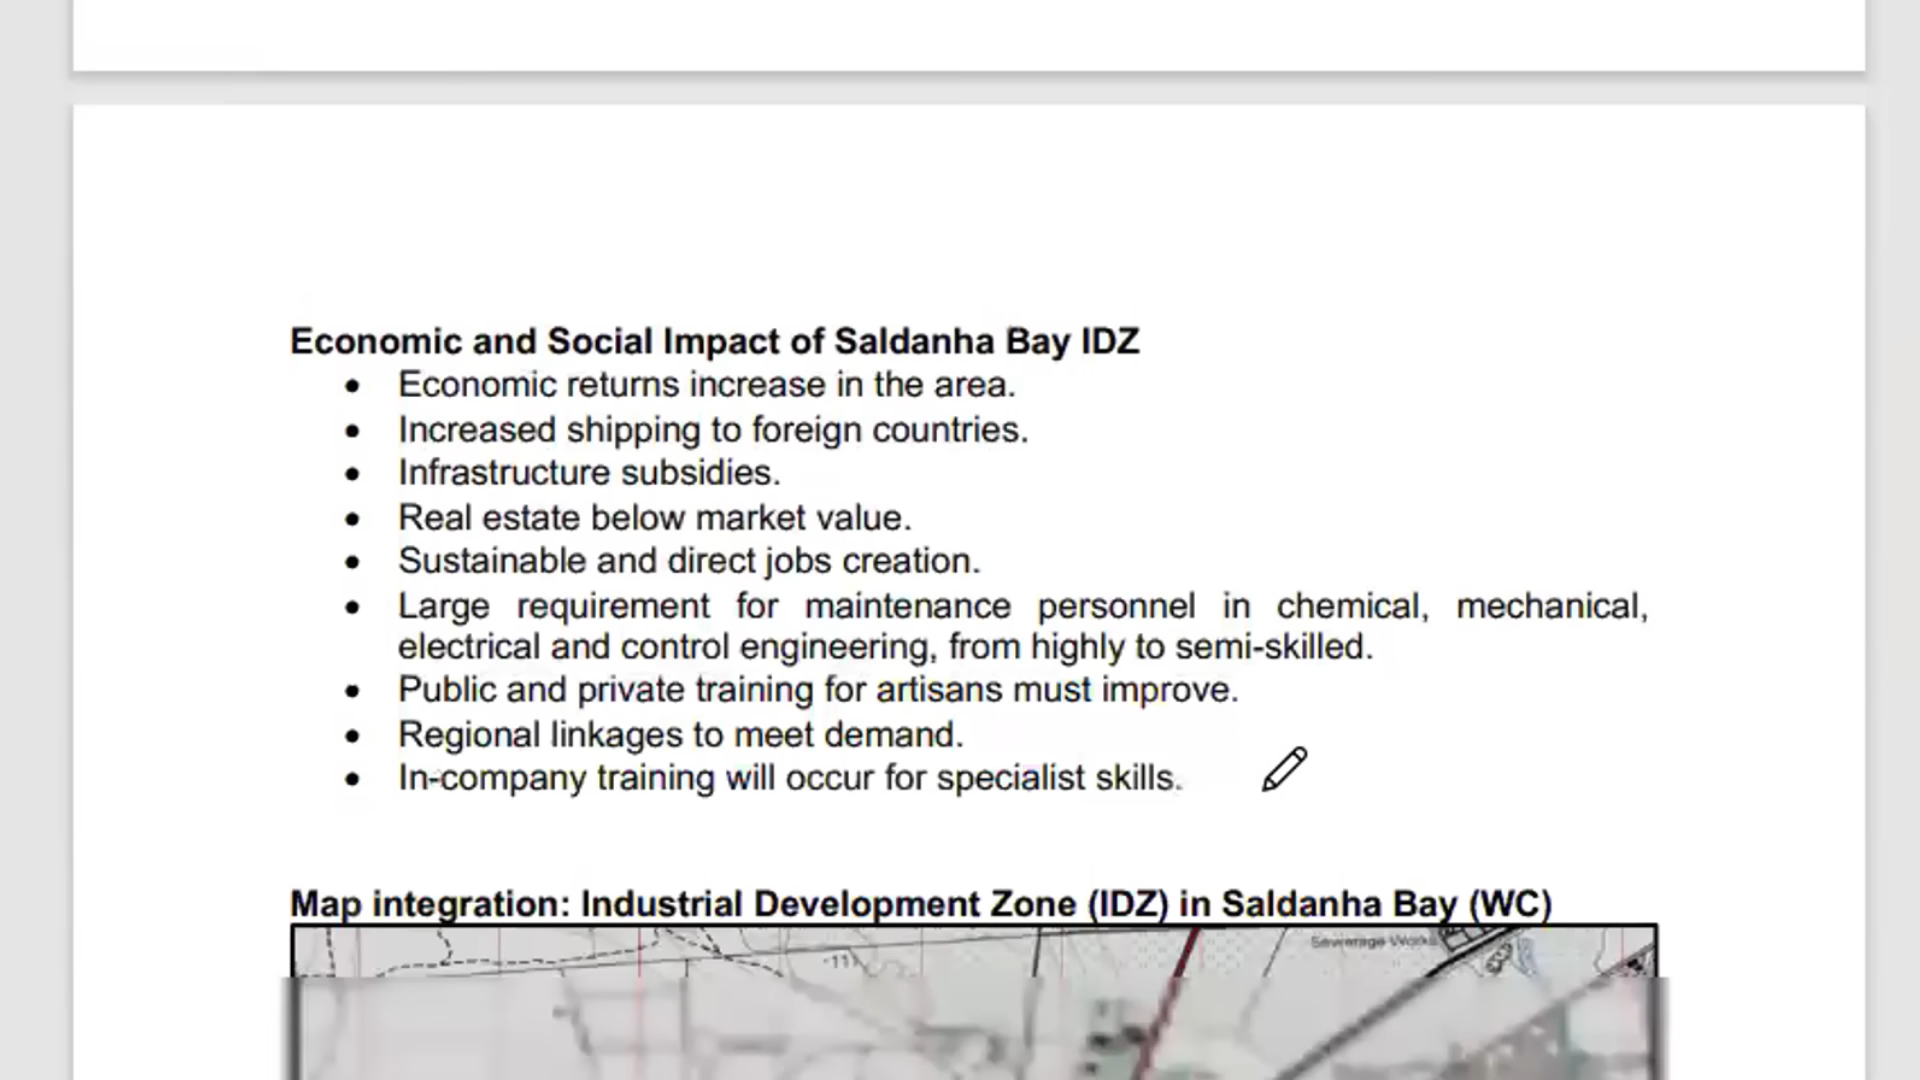 Economic and Social Impact of Saldanha Bay IDZ
• Economic returns increase in the area.
• Increased shipping to foreign countries.
• Infrastructure subsidies.
• Real estate below market value.
• Sustainable and direct jobs creation.
• Large requirement for maintenance personnel in chemical, mechanical,
electrical and control engineering, from highly to semi-skilled.
• Public and private training for artisans must improve.
• Regional linkages to meet demand.
• In-company training will occur for specialist skills.
Map integration: Industrial Development Zone (IDZ) in Saldanha Bay (WC)
Sewerage Works